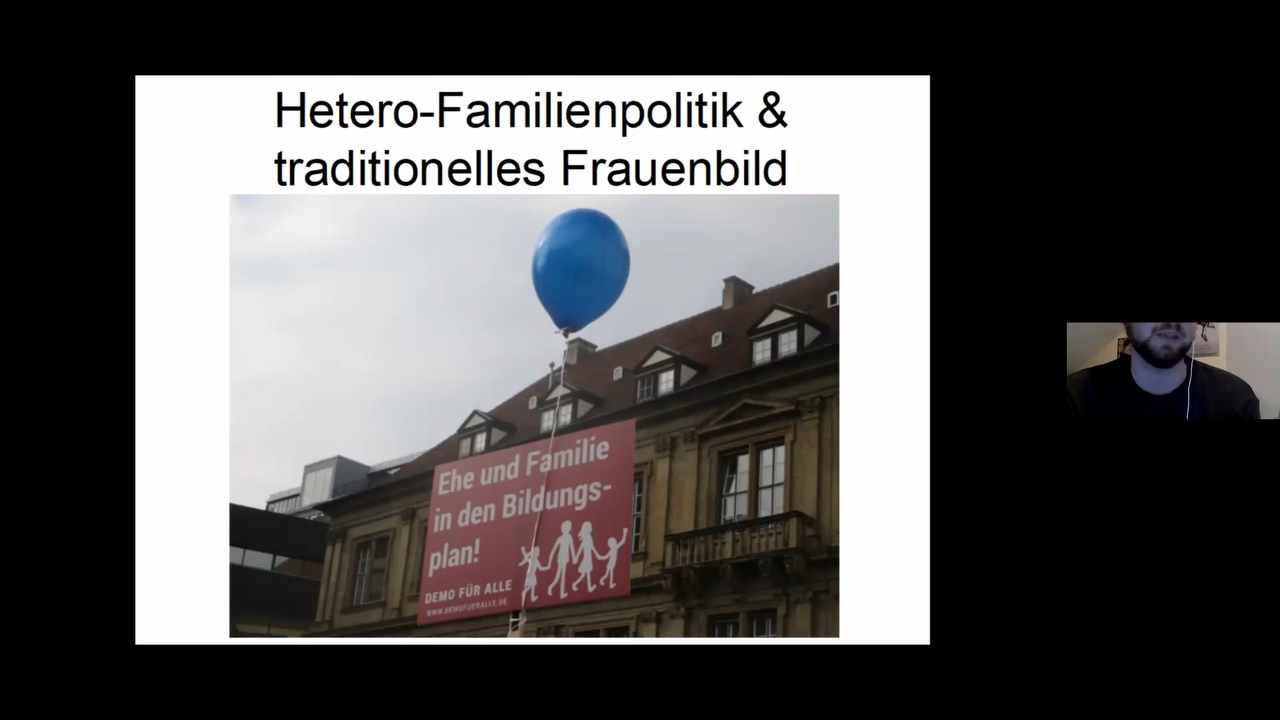 Hetero-Familienpolitik &
traditionelles Frauenbild
Ehe und Familie
in den Bildungs-
plan!
DEMO FÜR ALLE
WWW.DEMOFUERALLE.DE